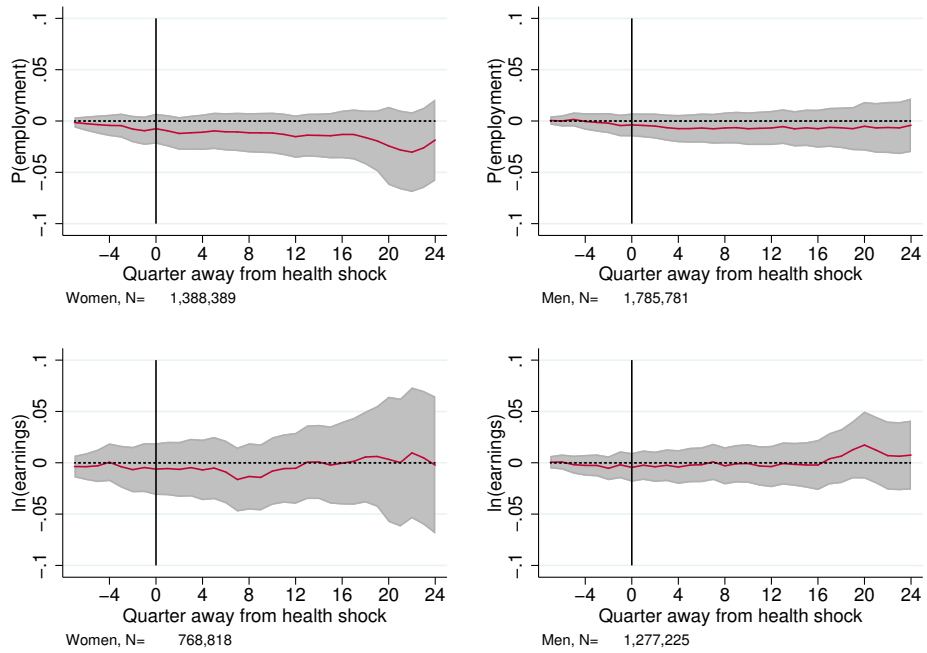 P(employment)
.1
.05
0
−.05
−.1
−4 0 4 8 12 16 20 24
Quarter away from health shock
Women, N= 1,388,389
P(employment)
.1
.05
0
−.05
−.1
−4 0 4 8 12 16 20 24
Quarter away from health shock
Men, N= 1,785,781
ln(earnings)
.1
.05
0
−.05
−.1
−4 0 4 8 12 16 20 24
Quarter away from health shock
Women, N= 768,818
ln(earnings)
.1
.05
0
−.05
−.1
−4 0 4 8 12 16 20 24
Quarter away from health shock
Men, N= 1,277,225